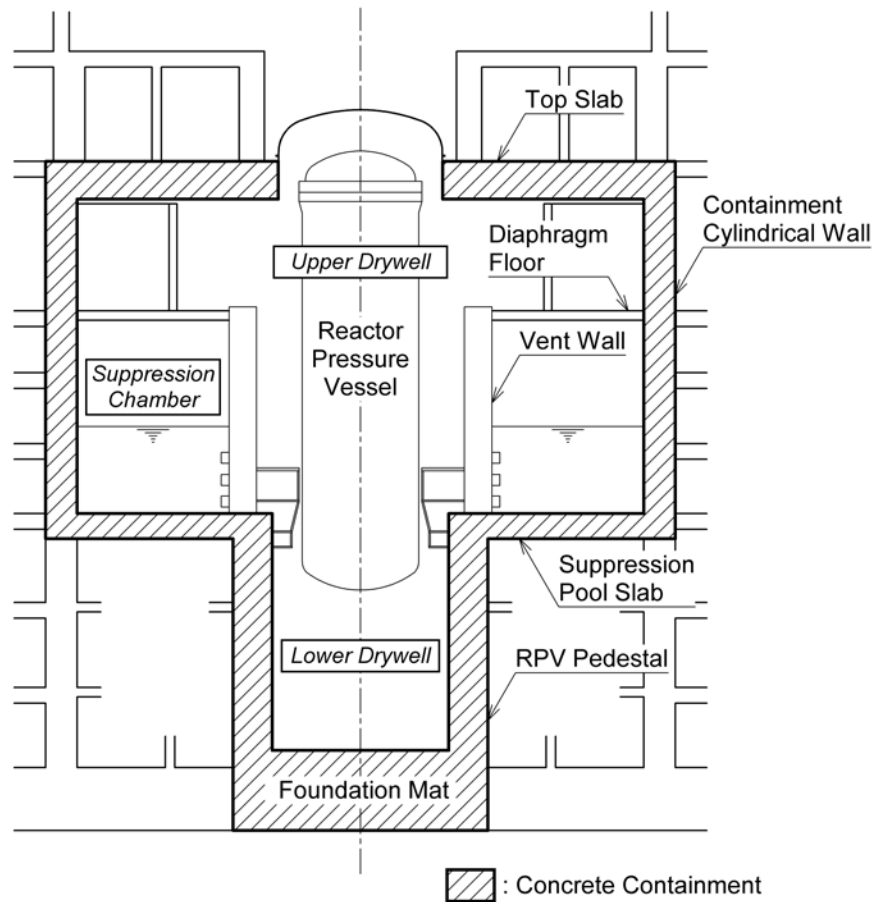 Top Slab
Containment
Cylindrical Wall
Diaphragm
Floor
Upper Drywell
Reactor
Pressure
Vessel
Vent Wall
Suppression
Chamber
Suppression
Pool Slab
Lower Drywell
RPV Pedestal
Foundation Mat
: Concrete Containment